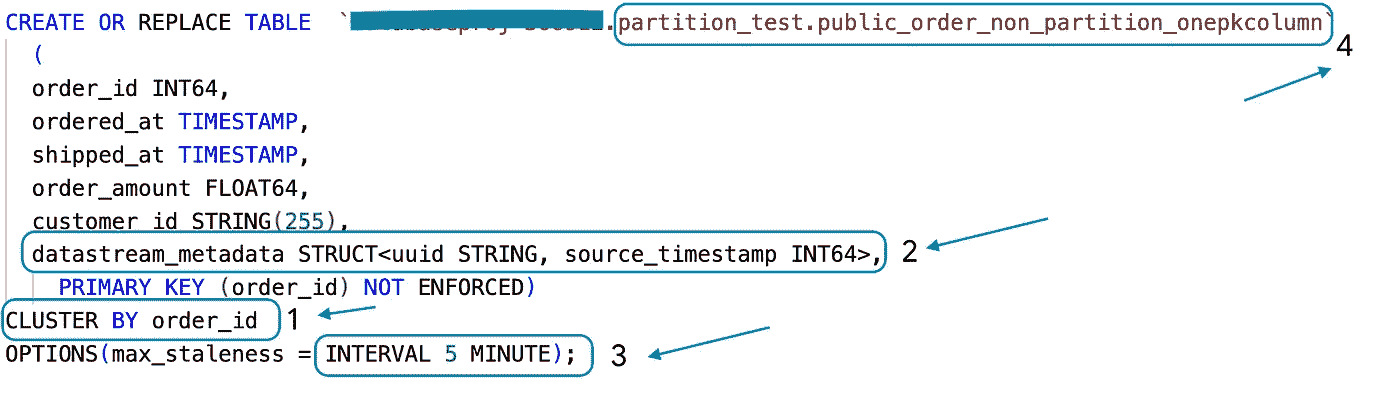 CREATE OR REPLACE TABLE `.partition_test.public_order_non_partition_onepkcolumn`
4
(
order_id INT64,
ordered_at TIMESTAMP,
shipped_at TIMESTAMP,
order_amount FLOAT64,
customer_id STRING(255),
datastream_metadata STRUCT<uuid STRING, source_timestamp INT64>, 2
PRIMARY KEY (order_id) NOT ENFORCED)
CLUSTER BY order_id 1
OPTIONS(max_staleness = INTERVAL 5 MINUTE); 3